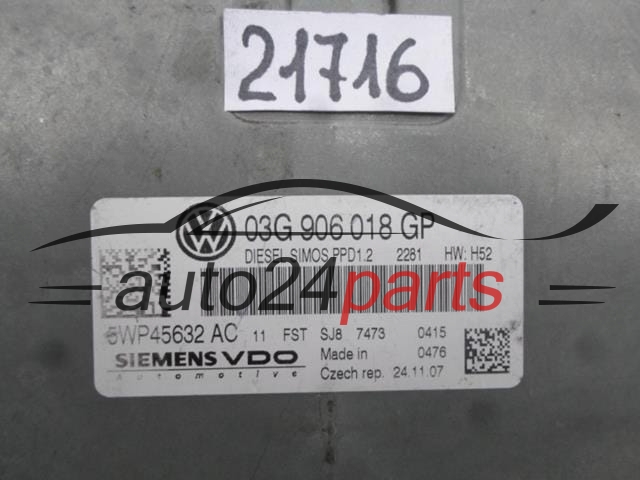 21716
03G 906 018 GP
DIESEL SIMOS PPD1.2 2281 HW: H52
auto24parts
5WP45632 AC 11 FST SJ8 7473 0415
SIEMENS VDO Made in 0476
Automotive Czech rep. 24.11.07